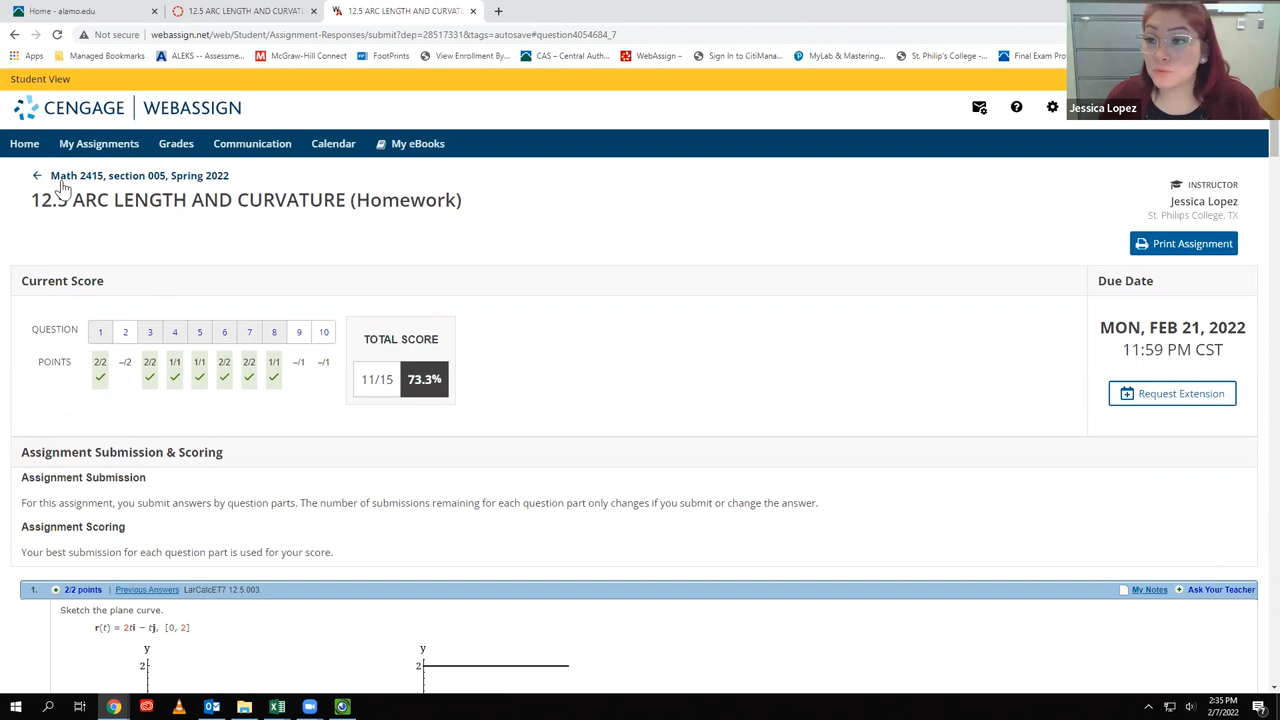 Home - alamo.edu
12.5 ARC LENGTH AND CURVATU
12.5 ARC LENGTH AND CURVATU
Not secure | webassign.net/web/Student/Assignment-Responses/submit?dep=28517331&tags=autosave#question4054684_7
Apps Managed Bookmarks ALEKS -- Assessme... McGraw-Hill Connect FootPrints View Enrollment By... CAS – Central Auth... WebAssign – Sign In to CitiMana... MyLab & Mastering... St. Philip's College -... Final Exam Pro
Student View
Jessica Lopez
CENGAGE | WEBASSIGN
Home My Assignments Grades Communication Calendar My eBooks
Math 2415, section 005, Spring 2022
12.5 ARC LENGTH AND CURVATURE (Homework)
INSTRUCTOR
Jessica Lopez
St. Philips College, TX
Print Assignment
Current Score
Due Date
QUESTION 1 2 3 4 5 6 7 8 9 10
POINTS 2/2 –/2 2/2 1/1 1/1 2/2 2/2 1/1 –/1 –/1
TOTAL SCORE
11/15 73.3%
MON, FEB 21, 2022
11:59 PM CST
Request Extension
Assignment Submission & Scoring
Assignment Submission
For this assignment, you submit answers by question parts. The number of submissions remaining for each question part only changes if you submit or change the answer.
Assignment Scoring
Your best submission for each question part is used for your score.
1. 2/2 points | Previous Answers LarCalcET7 12.5.003. My Notes Ask Your Teacher
Sketch the plane curve.
r(t) = 2ti − tj, [0, 2]
y y
2 2
2:35 PM
2/7/2022
7